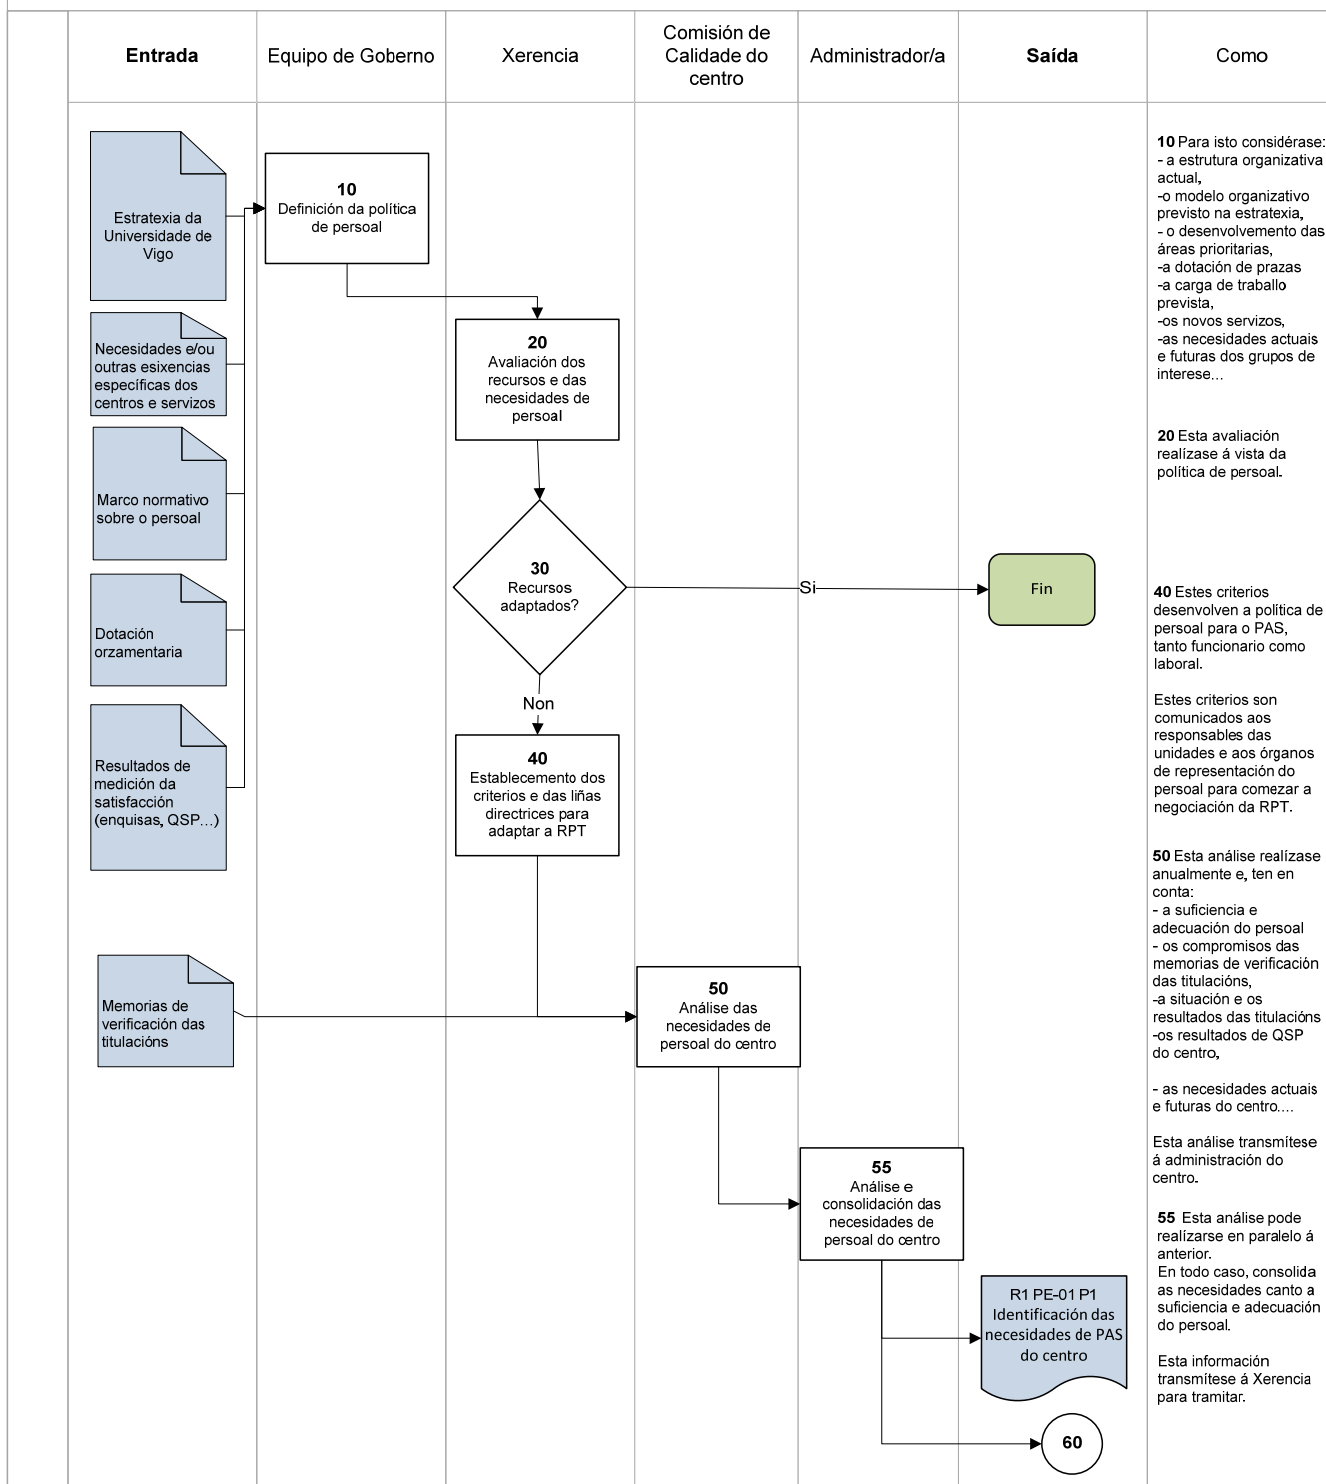 Entrada
Equipo de Goberno
Xerencia
Comisión de
Calidade do
centro
Administrador/a
Saída
Como
Estratexia da
Universidade de
Vigo
Necesidades e/ou
outras esixencias
específicas dos
centros e servizos
Marco normativo
sobre o persoal
Dotación
orzamentaria
Resultados de
medición da
satisfacción
(enquisas, QSP...)
Memorias de
verificación das
titulacións
10
Definición da política
de persoal
20
Avaliación dos
recursos e das
necesidades de
persoal
30
Recursos
adaptados?
Si
Fin
Non
40
Establecemento dos
criterios e das liñas
directrices para
adaptar a RPT
50
Análise das
necesidades de
persoal do centro
55
Análise e
consolidación das
necesidades de
persoal do centro
R1 PE-01 P1
Identificación das
necesidades de PAS
do centro
60
10 Para isto considérase:
- a estrutura organizativa
actual,
-o modelo organizativo
previsto na estratexia,
- o desenvolvemento das
áreas prioritarias,
-a dotación de prazas
-a carga de traballo
prevista,
-os novos servizos,
-as necesidades actuais
e futuras dos grupos de
interese...
20 Esta avaliación
realízase á vista da
política de persoal.
40 Estes criterios
desenvolven a política de
persoal para o PAS,
tanto funcionario como
laboral.
Estes criterios son
comunicados aos
responsables das
unidades e aos órganos
de representación do
persoal para comezar a
negociación da RPT.
50 Esta análise realízase
anualmente e, ten en
conta:
- a suficiencia e
adecuación do persoal
- os compromisos das
memorias de verificación
das titulacións,
-a situación e os
resultados das titulacións
-os resultados de QSP
do centro,
- as necesidades actuais
e futuras do centro....
Esta análise transmítese
á administración do
centro.
55 Esta análise pode
realízarse en paralelo á
anterior.
En todo caso, consolida
as necesidades canto a
suficiencia e adecuación
do persoal.
Esta información
transmítese á Xerencia
para tramitar.